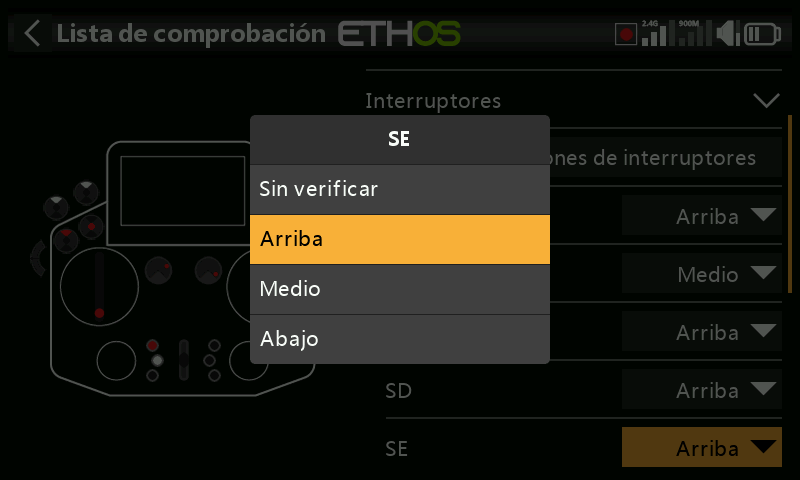 Lista de comprobación ETHOS
2.4G 900M
Interruptores
SE
ones de interruptores
Sin verificar
Arriba
Arriba
Medio
Medio
Arriba
Abajo
SD Arriba
SE Arriba